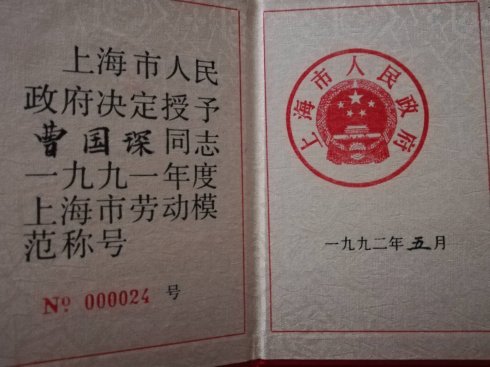 上海市人民
政府决定授予
曹国琛同志
一九九一年度
上海市劳动模
范称号
Nº 000024 号
上海市人民政府
一九九二年五月